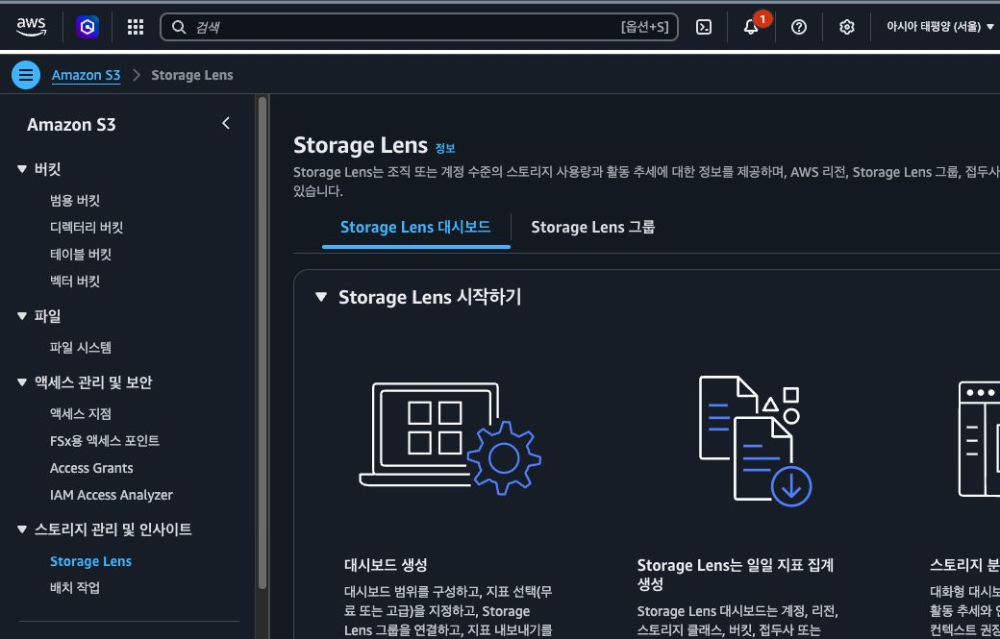 aws
검색
[옵션+S]
1
아시아 태평양 (서울)
Amazon S3
Storage Lens
Amazon S3
버킷
범용 버킷
디렉터리 버킷
테이블 버킷
벡터 버킷
파일
파일 시스템
액세스 관리 및 보안
액세스 지점
FSx용 액세스 포인트
Access Grants
IAM Access Analyzer
스토리지 관리 및 인사이트
Storage Lens
배치 작업
Storage Lens 정보
Storage Lens는 조직 또는 계정 수준의 스토리지 사용량과 활동 추세에 대한 정보를 제공하며, AWS 리전, Storage Lens 그룹, 접두사
있습니다.
Storage Lens 대시보드
Storage Lens 그룹
Storage Lens 시작하기
대시보드 생성
대시보드 범위를 구성하고, 지표 선택(무
료 또는 고급)을 지정하고, Storage
Lens 그룹을 연결하고, 지표 내보내기를
Storage Lens는 일일 지표 집계
생성
Storage Lens 대시보드는 계정, 리전,
스토리지 클래스, 버킷, 접두사 또는
스토리지 분
대화형 대시보
활동 추세와
컨텍스트 권장